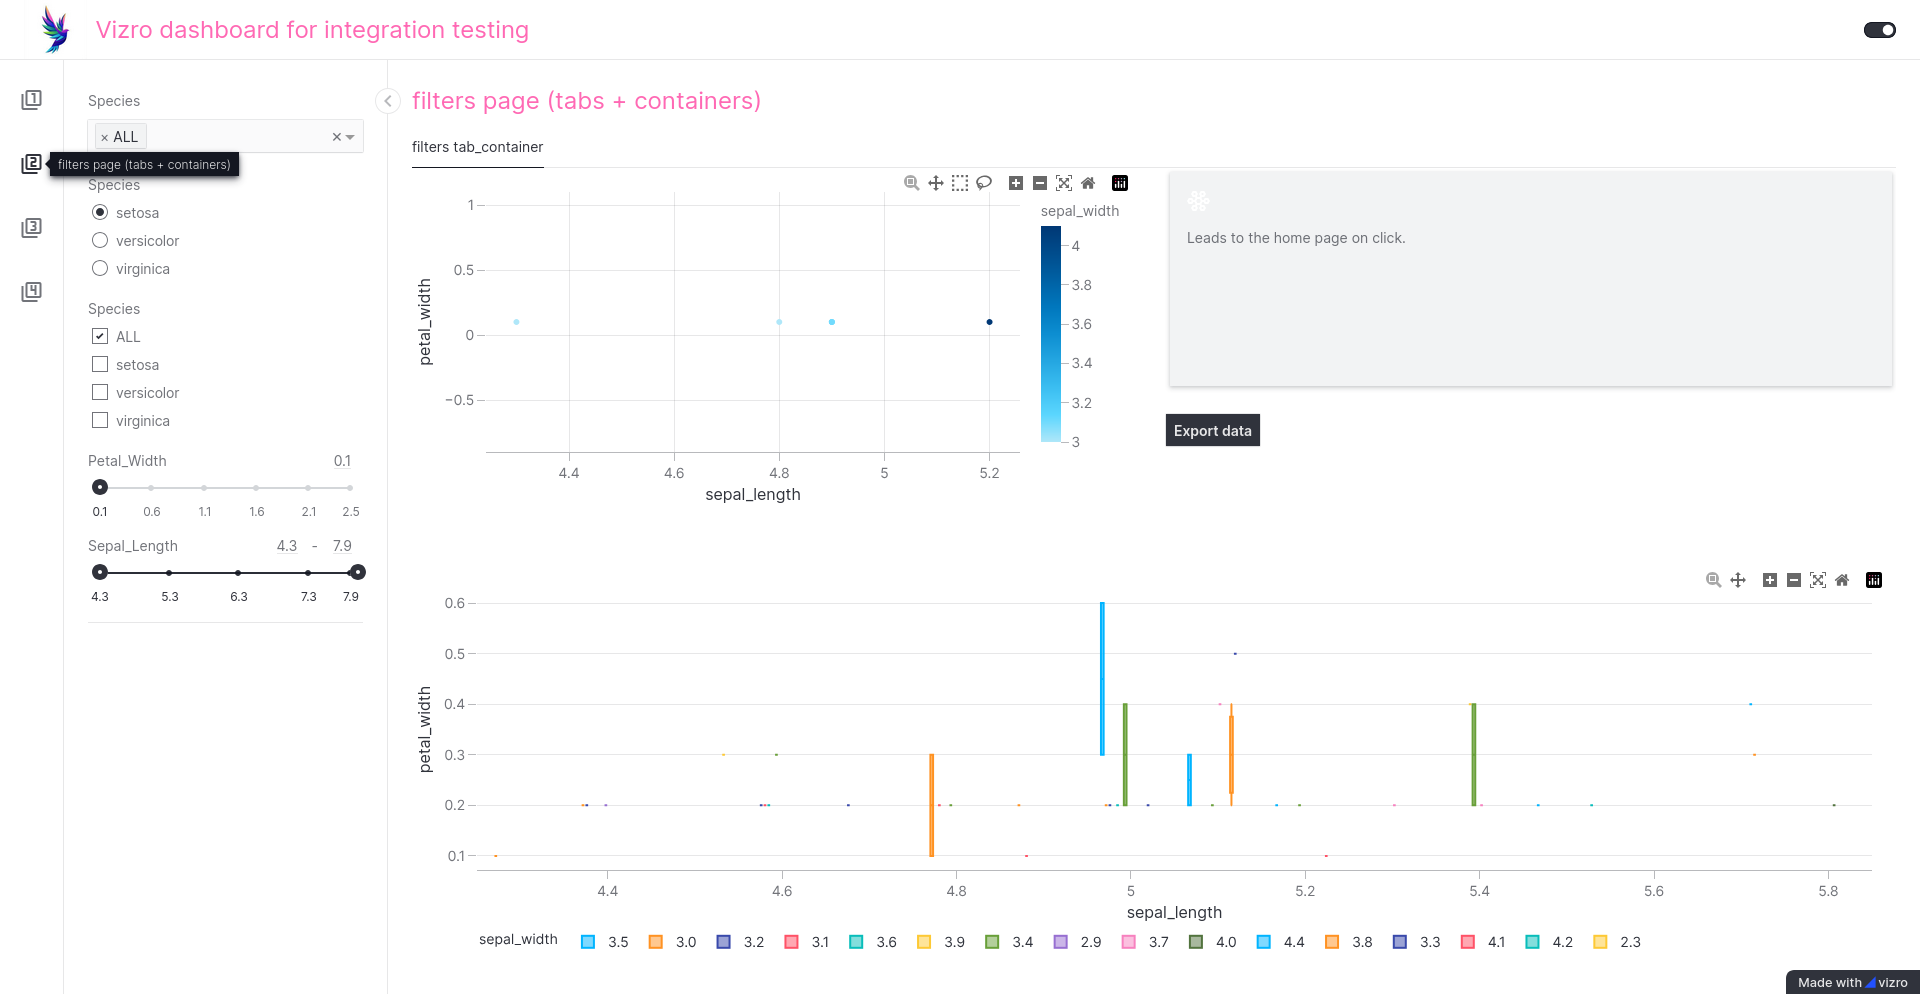 Vizro dashboard for integration testing
1
2
3
4
filters page (tabs + containers)
Species
× ALL
Species
setosa
versicolor
virginica
Species
ALL
setosa
versicolor
virginica
Petal_Width 0.1
0.1 0.6 1.1 1.6 2.1 2.5
Sepal_Length 4.3 - 7.9
4.3 5.3 6.3 7.3 7.9
filters page (tabs + containers)
filters tab_container
petal_width
1
0.5
0
−0.5
4.4 4.6 4.8 5 5.2
sepal_length
sepal_width
4
3.8
3.6
3.4
3.2
3
Leads to the home page on click.
Export data
petal_width
0.6
0.5
0.4
0.3
0.2
0.1
4.4 4.6 4.8 5 5.2 5.4 5.6 5.8
sepal_length
sepal_width 3.5 3.0 3.2 3.1 3.6 3.9 3.4 2.9 3.7 4.0 4.4 3.8 3.3 4.1 4.2 2.3
Made with vizro